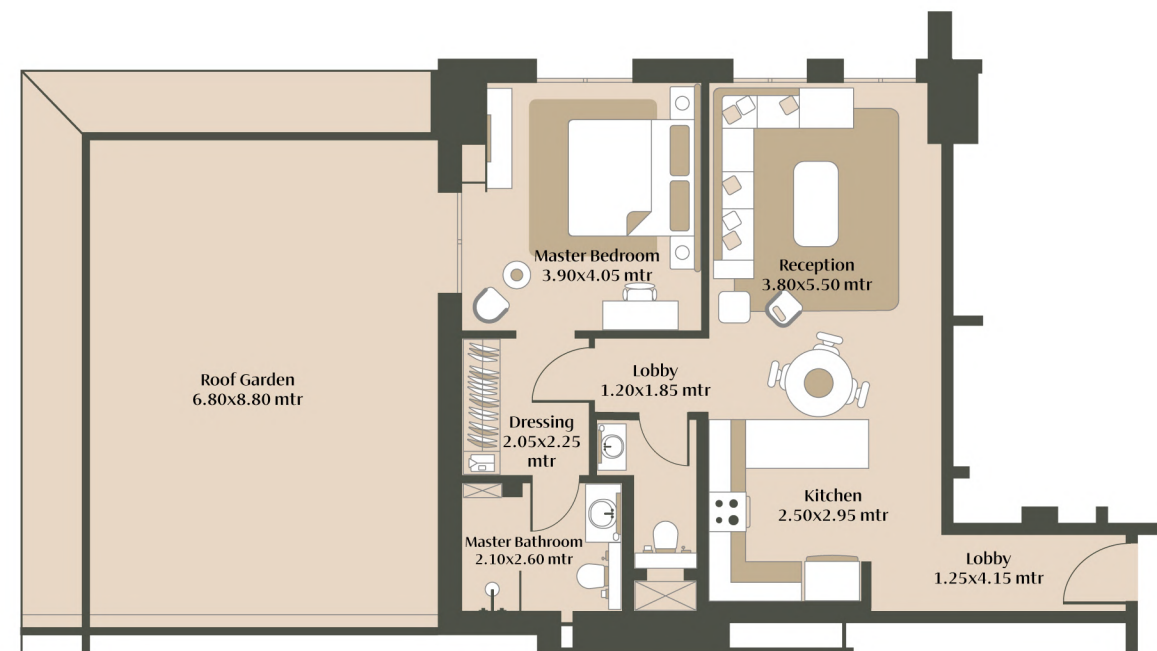 Master Bedroom
3.90x4.05 mtr
Reception
3.80x5.50 mtr
Roof Garden
6.80x8.80 mtr
Lobby
1.20x1.85 mtr
Dressing
2.05x2.25
mtr
Kitchen
2.50x2.95 mtr
Master Bathroom
2.10x2.60 mtr
Lobby
1.25x4.15 mtr